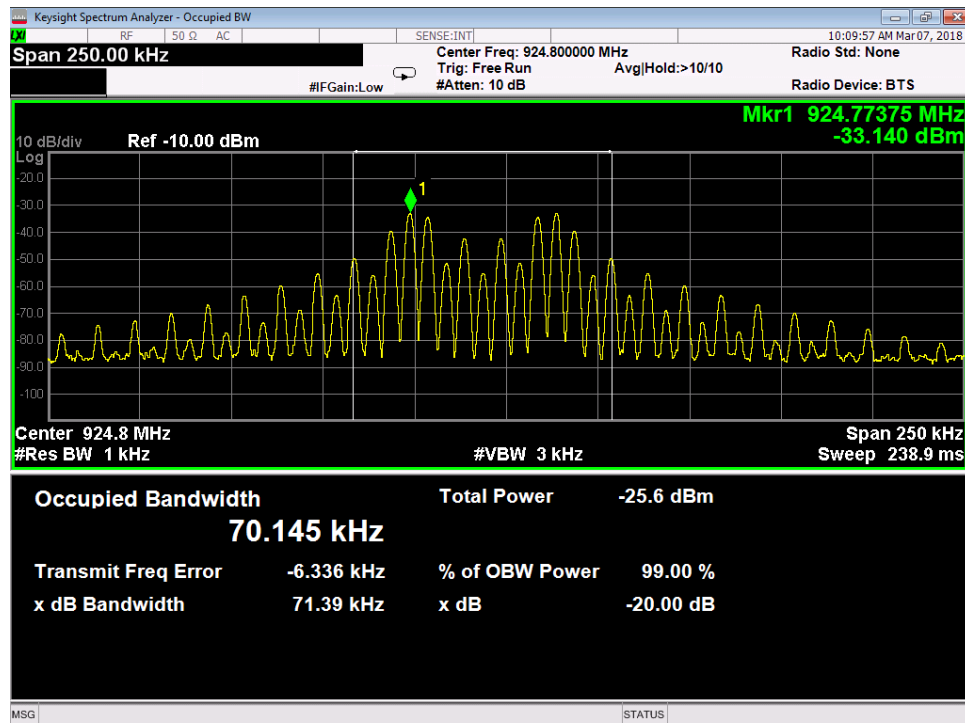 Keysight Spectrum Analyzer - Occupied BW
LXI RF 50 Ω AC SENSE:INT 10:09:57 AM Mar 07, 2018
Span 250.00 kHz Center Freq: 924.800000 MHz Radio Std: None
Trig: Free Run Avg|Hold:>10/10
#IFGain:Low #Atten: 10 dB Radio Device: BTS
Mkr1 924.77375 MHz
10 dB/div Ref -10.00 dBm -33.140 dBm
Log
-20.0
1
-30.0
-40.0
-50.0
-60.0
-70.0
-80.0
-90.0
-100
Center 924.8 MHz Span 250 kHz
#Res BW 1 kHz #VBW 3 kHz Sweep 238.9 ms
Occupied Bandwidth Total Power -25.6 dBm
70.145 kHz
Transmit Freq Error -6.336 kHz % of OBW Power 99.00 %
x dB Bandwidth 71.39 kHz x dB -20.00 dB
MSG STATUS